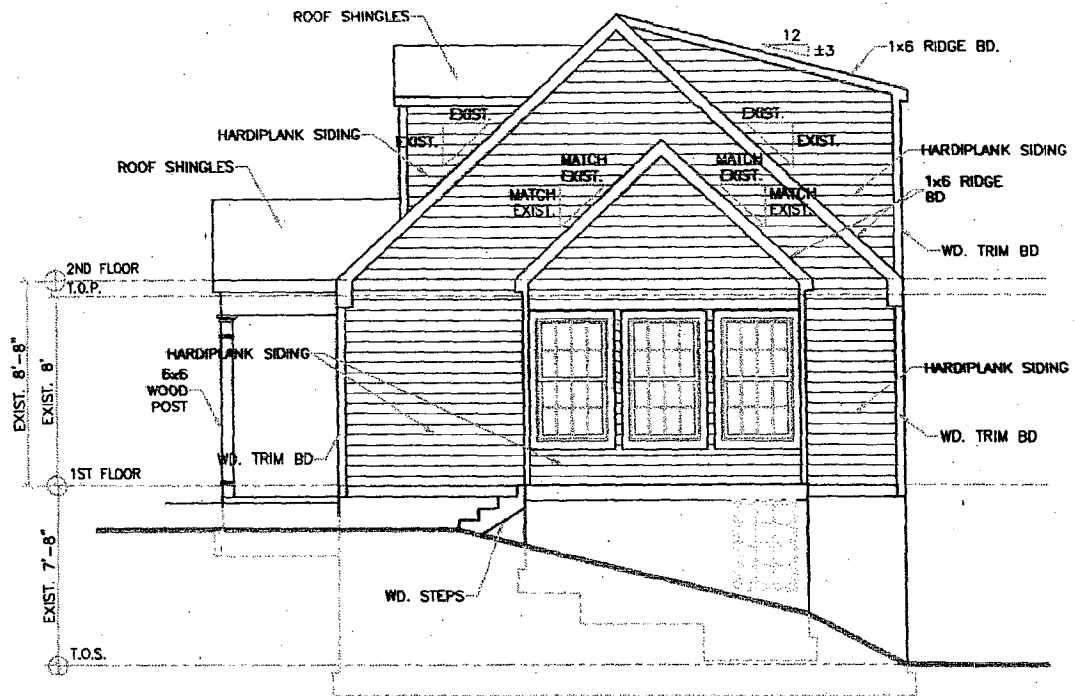 ROOF SHINGLES
12
±3
1x6 RIDGE BD.
EXIST.
EXIST.
HARDIPLANK SIDING
EXIST.
EXIST.
HARDIPLANK SIDING
ROOF SHINGLES
MATCH
EXIST.
MATCH
EXIST.
1x6 RIDGE
BD
MATCH
EXIST.
MATCH
EXIST.
WD. TRIM BD
2ND FLOOR
T.O.P.
EXIST. 8'-8"
EXIST. 8'
HARDIPLANK SIDING
6x6
WOOD
POST
HARDIPLANK SIDING
WD. TRIM BD
WD. TRIM BD
1ST FLOOR
EXIST. 7'-8"
WD. STEPS
T.O.S.